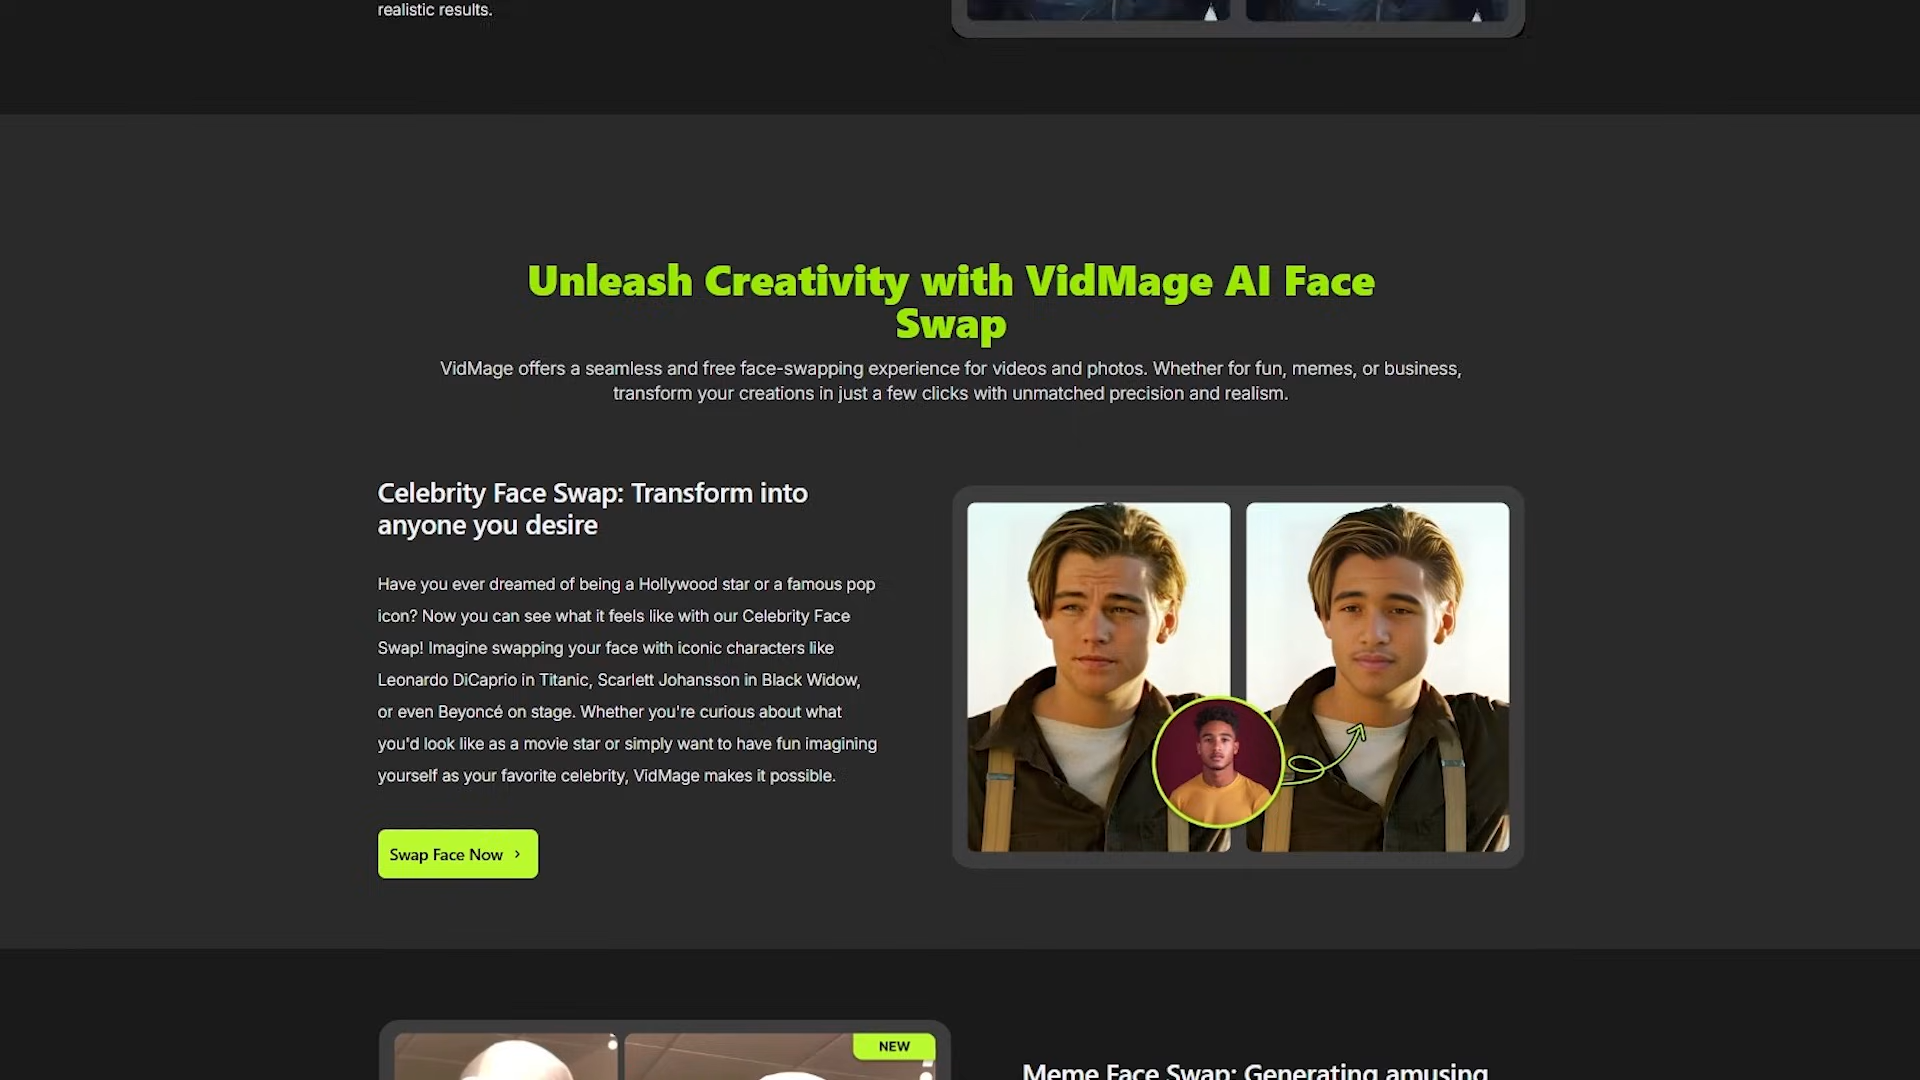 realistic results.
Unleash Creativity with VidMage AI Face
Swap
VidMage offers a seamless and free face-swapping experience for videos and photos. Whether for fun, memes, or business,
transform your creations in just a few clicks with unmatched precision and realism.
Celebrity Face Swap: Transform into
anyone you desire
Have you ever dreamed of being a Hollywood star or a famous pop
icon? Now you can see what it feels like with our Celebrity Face
Swap! Imagine swapping your face with iconic characters like
Leonardo DiCaprio in Titanic, Scarlett Johansson in Black Widow,
or even Beyoncé on stage. Whether you're curious about what
you'd look like as a movie star or simply want to have fun imagining
yourself as your favorite celebrity, VidMage makes it possible.
Swap Face Now
NEW
Meme Face Swap: Generating amusing